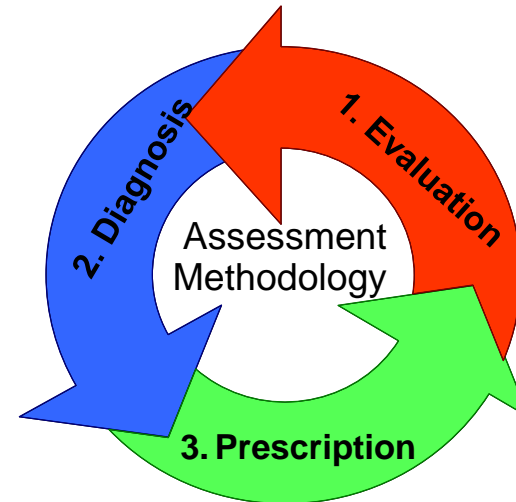 1. Evaluation
2. Diagnosis
Assessment
Methodology
3. Prescription